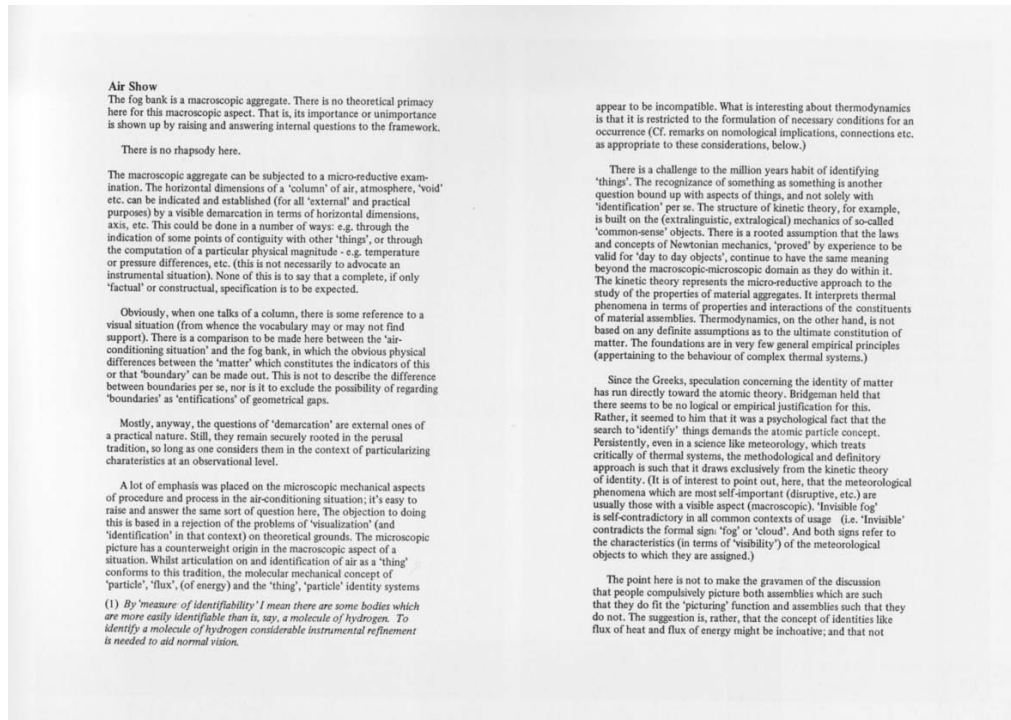 Air Show
The fog bank is a macroscopic aggregate. There is no theoretical primacy
here for this macroscopic aspect. That is, its importance or unimportance
is shown up by raising and answering internal questions to the framework.
There is no rhapsody here.
The macroscopic aggregate can be subjected to a micro-reductive exam-
ination. The horizontal dimensions of a 'column' of air, atmosphere, 'void'
etc. can be indicated and established (for all 'external' and practical
purposes) by a visible demarcation in terms of horizontal dimensions,
axis, etc. This could be done in a number of ways: e.g. through the
indication of some points of contiguity with other 'things', or through
the computation of a particular physical magnitude - e.g. temperature
or pressure differences, etc. (this is not necessarily to advocate an
instrumental situation). None of this is to say that a complete, if only
'factual' or constructual, specification is to be expected.
Obviously, when one talks of a column, there is some reference to a
visual situation (from whence the vocabulary may or may not find
support). There is a comparison to be made here between the 'air-
conditioning situation' and the fog bank, in which the obvious physical
differences between the 'matter' which constitutes the indicators of this
or that 'boundary' can be made out. This is not to describe the difference
between boundaries per se, nor is it to exclude the possibility of regarding
'boundaries' as 'entifications' of geometrical gaps.
Mostly, anyway, the questions of 'demarcation' are external ones of
a practical nature. Still, they remain securely rooted in the perusal
tradition, so long as one considers them in the context of particularizing
charateristics at an observational level.
A lot of emphasis was placed on the microscopic mechanical aspects
of procedure and process in the air-conditioning situation; it's easy to
raise and answer the same sort of question here, The objection to doing
this is based in a rejection of the problems of 'visualization' (and
'identification' in that context) on theoretical grounds. The microscopic
picture has a counterweight origin in the macroscopic aspect of a
situation. Whilst articulation on and identification of air as a 'thing'
conforms to this tradition, the molecular mechanical concept of
'particle', 'flux', (of energy) and the 'thing', 'particle' identity systems
(1) By 'measure of identifiability' I mean there are some bodies which
are more easily identifiable than is, say, a molecule of hydrogen. To
identify a molecule of hydrogen considerable instrumental refinement
is needed to aid normal vision.
appear to be incompatible. What is interesting about thermodynamics
is that it is restricted to the formulation of necessary conditions for an
occurrence (Cf. remarks on nomological implications, connections etc.
as appropriate to these considerations, below.)
There is a challenge to the million years habit of identifying
'things'. The recognizance of something as something is another
question bound up with aspects of things, and not solely with
'identification' per se. The structure of kinetic theory, for example,
is built on the (extralinguistic, extralogical) mechanics of so-called
'common-sense' objects. There is a rooted assumption that the laws
and concepts of Newtonian mechanics, 'proved' by experience to be
valid for 'day to day objects', continue to have the same meaning
beyond the macroscopic-microscopic domain as they do within it.
The kinetic theory represents the micro-reductive approach to the
study of the properties of material aggregates. It interprets thermal
phenomena in terms of properties and interactions of the constituents
of material assemblies. Thermodynamics, on the other hand, is not
based on any definite assumptions as to the ultimate constitution of
matter. The foundations are in very few general empirical principles
(appertaining to the behaviour of complex thermal systems.)
Since the Greeks, speculation concerning the identity of matter
has run directly toward the atomic theory. Bridgeman held that
there seems to be no logical or empirical justification for this.
Rather, it seemed to him that it was a psychological fact that the
search to 'identify' things demands the atomic particle concept.
Persistently, even in a science like meteorology, which treats
critically of thermal systems, the methodological and definitory
approach is such that it draws exclusively from the kinetic theory
of identity. (It is of interest to point out, here, that the meteorological
phenomena which are most self-important (disruptive, etc.) are
usually those with a visible aspect (macroscopic). 'Invisible fog'
is self-contradictory in all common contexts of usage (i.e. 'Invisible'
contradicts the formal sign: 'fog' or 'cloud'. And both signs refer to
the characteristics (in terms of 'visibility') of the meteorological
objects to which they are assigned.)
The point here is not to make the gravamen of the discussion
that people compulsively picture both assemblies which are such
that they do fit the 'picturing' function and assemblies such that they
do not. The suggestion is, rather, that the concept of identities like
flux of heat and flux of energy might be inchoative; and that not